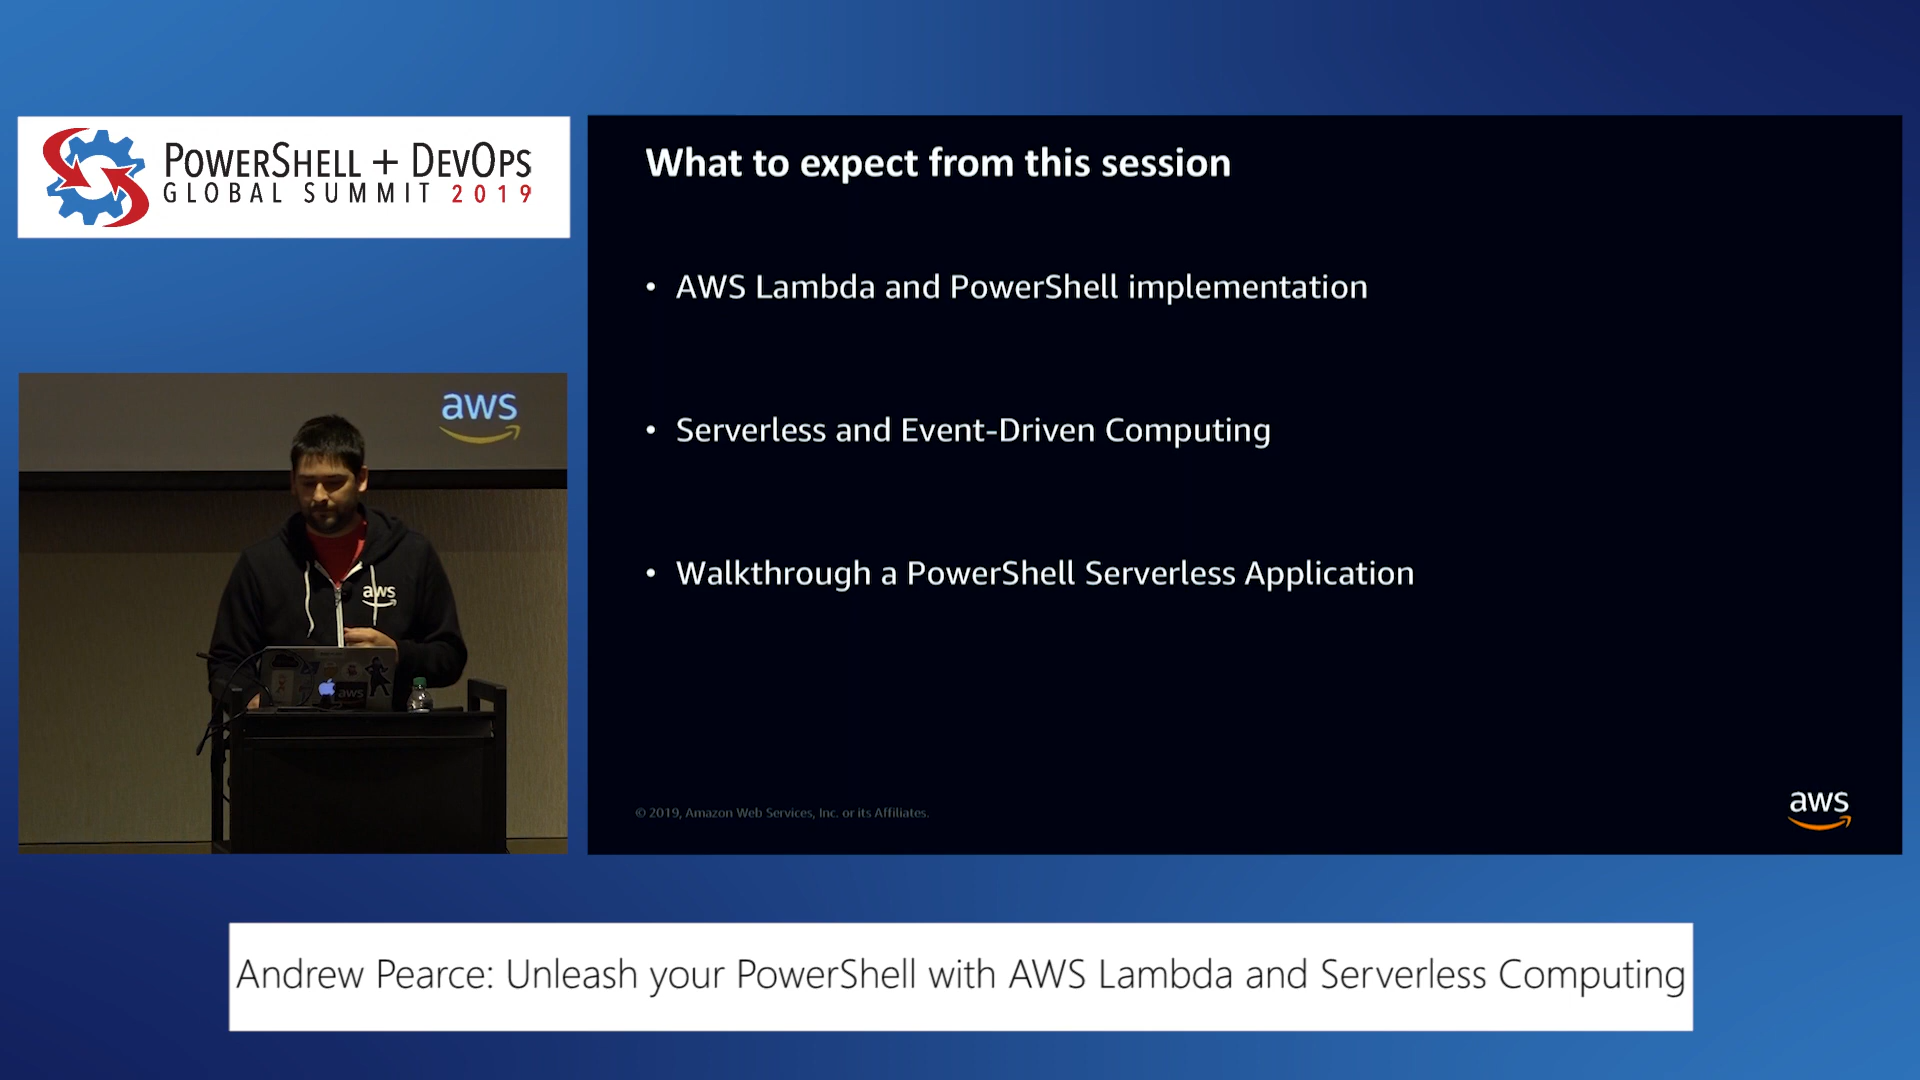 POWERSHELL + DEVOPS
GLOBAL SUMMIT 2019
What to expect from this session
• AWS Lambda and PowerShell implementation
• Serverless and Event-Driven Computing
• Walkthrough a PowerShell Serverless Application
© 2019, Amazon Web Services, Inc. or its Affiliates.
aws
aws
aws
aws
Andrew Pearce: Unleash your PowerShell with AWS Lambda and Serverless Computing